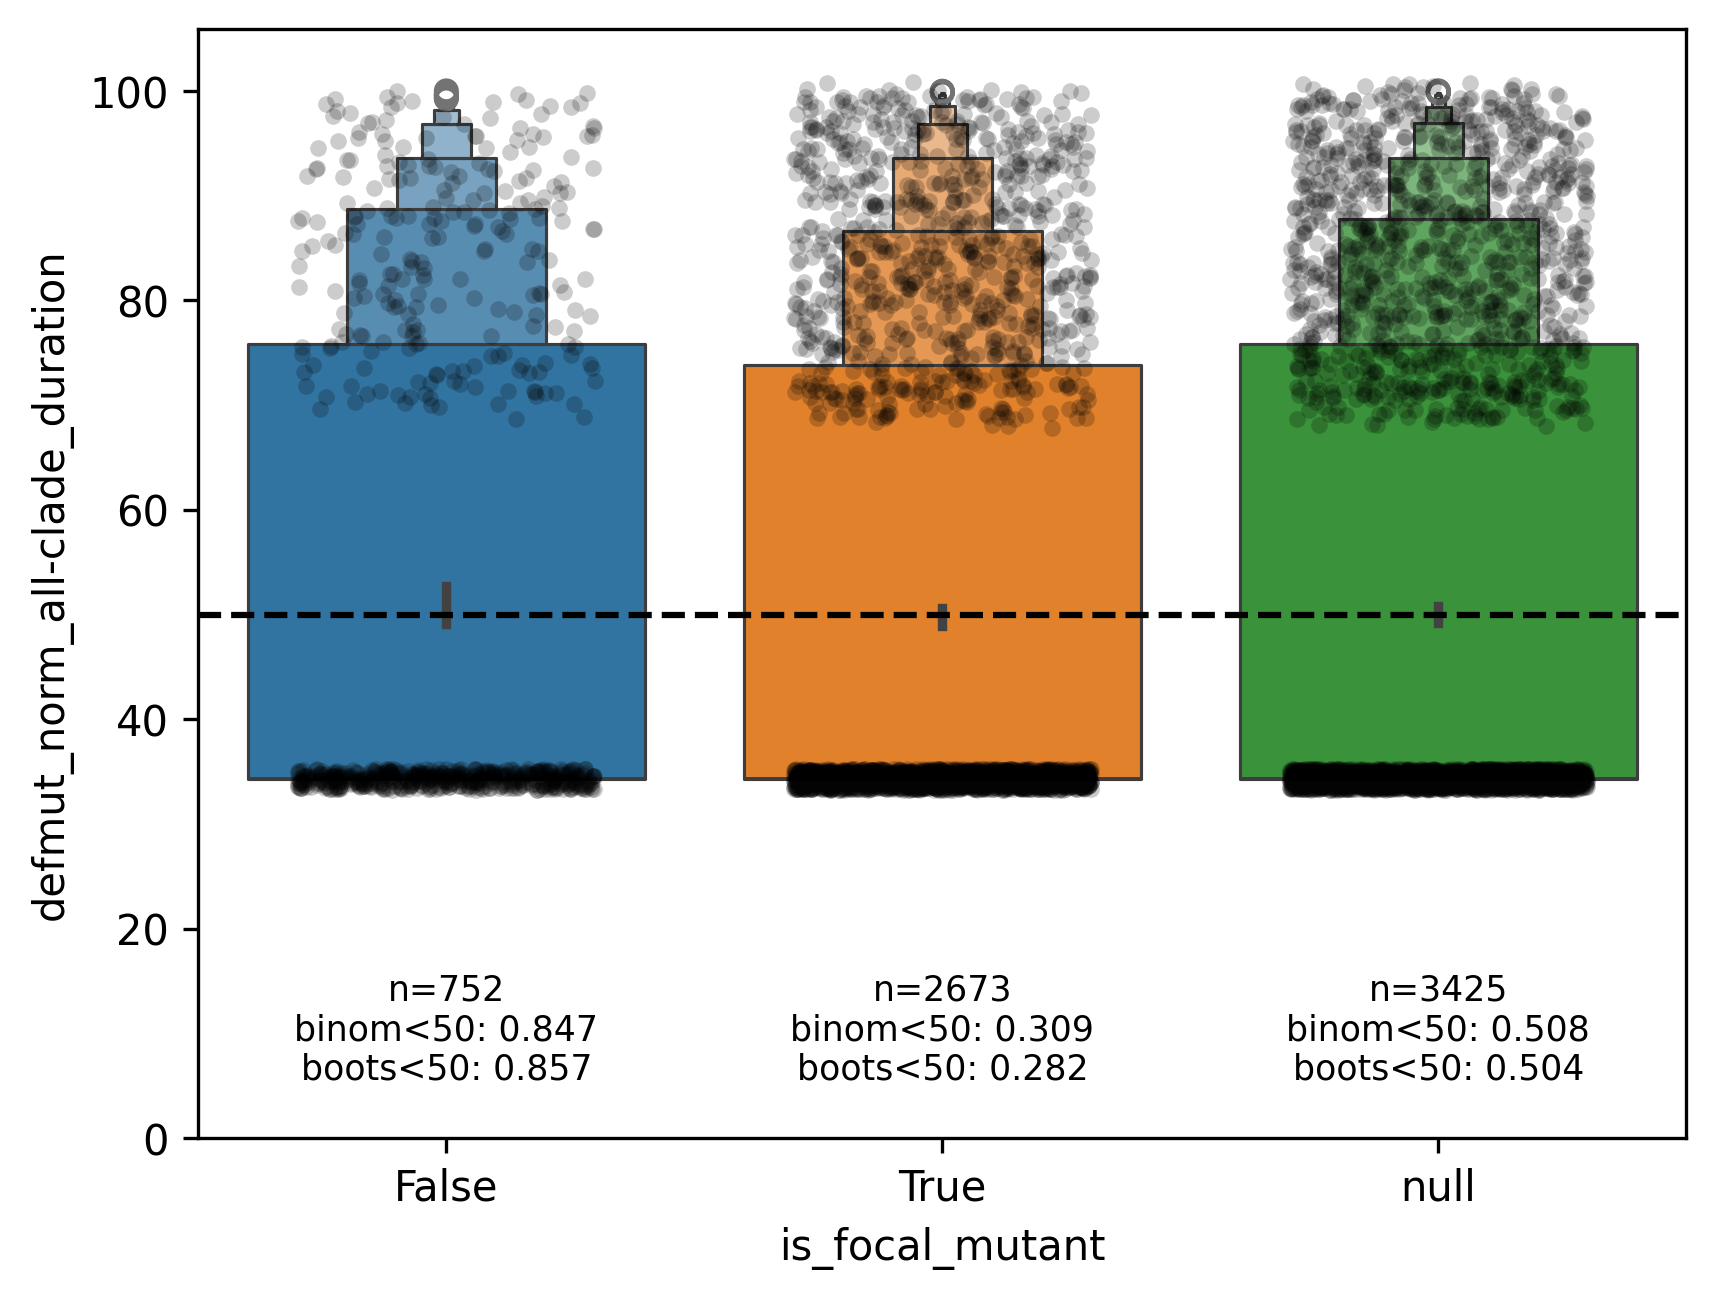 100
80
60
40
20
0
defmut_norm_all-clade_duration
n=752
binom<50: 0.847
boots<50: 0.857
n=2673
binom<50: 0.309
boots<50: 0.282
n=3425
binom<50: 0.508
boots<50: 0.504
False
True
null
is_focal_mutant